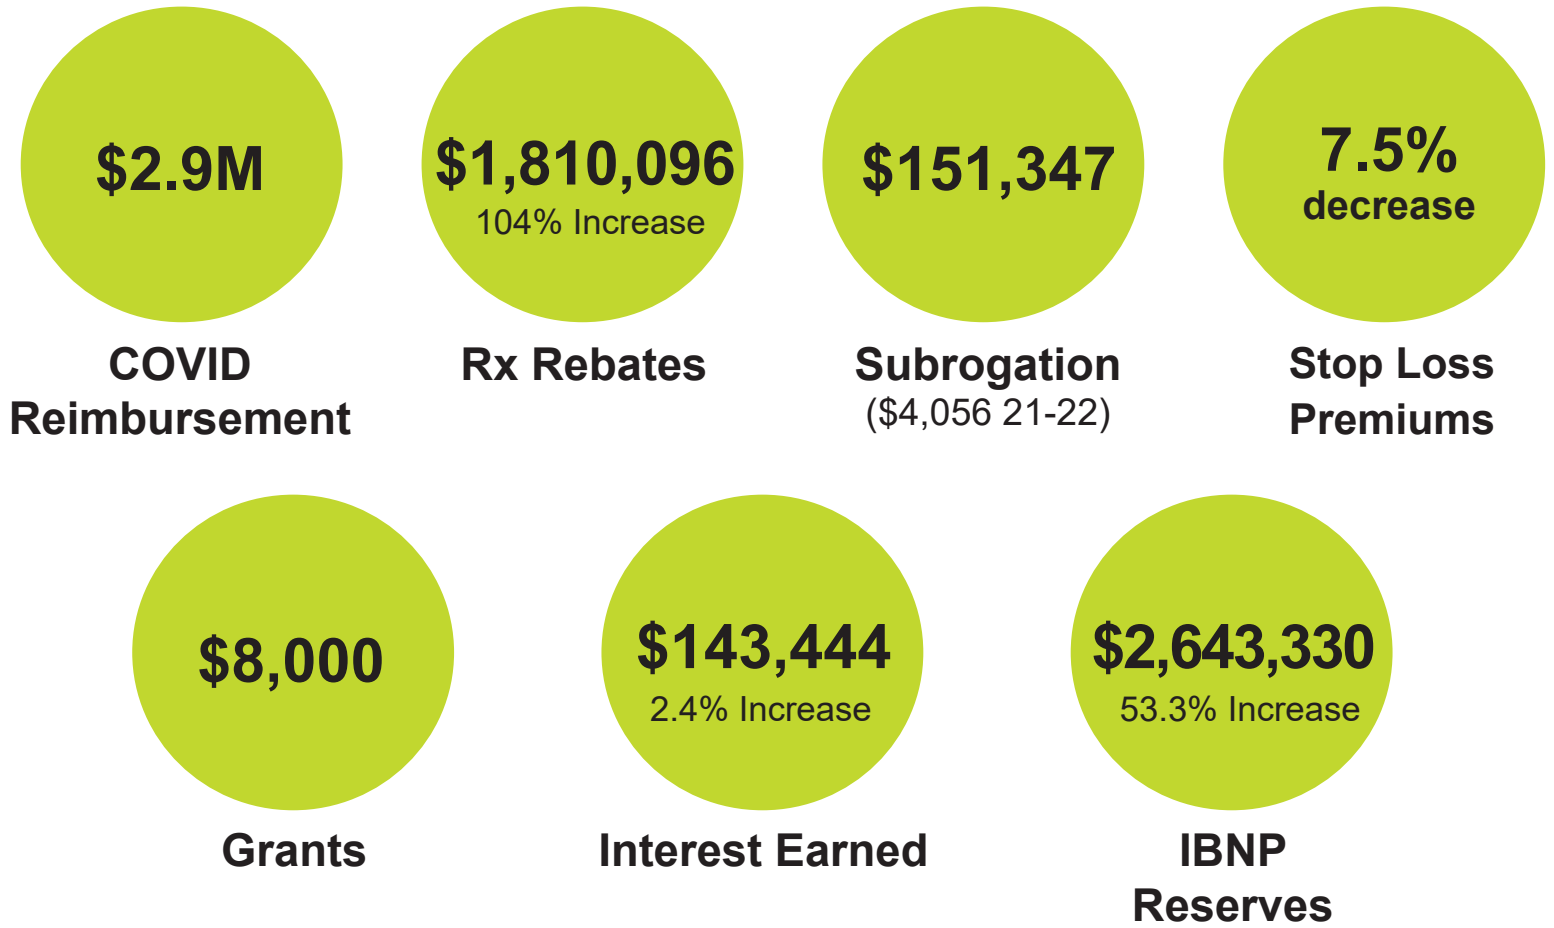 $2.9M
$1,810,096
104% Increase
$151,347
7.5%
decrease
COVID
Reimbursement
Rx Rebates
Subrogation
($4,056 21-22)
Stop Loss
Premiums
$8,000
$143,444
2.4% Increase
$2,643,330
53.3% Increase
Grants
Interest Earned
IBNP
Reserves